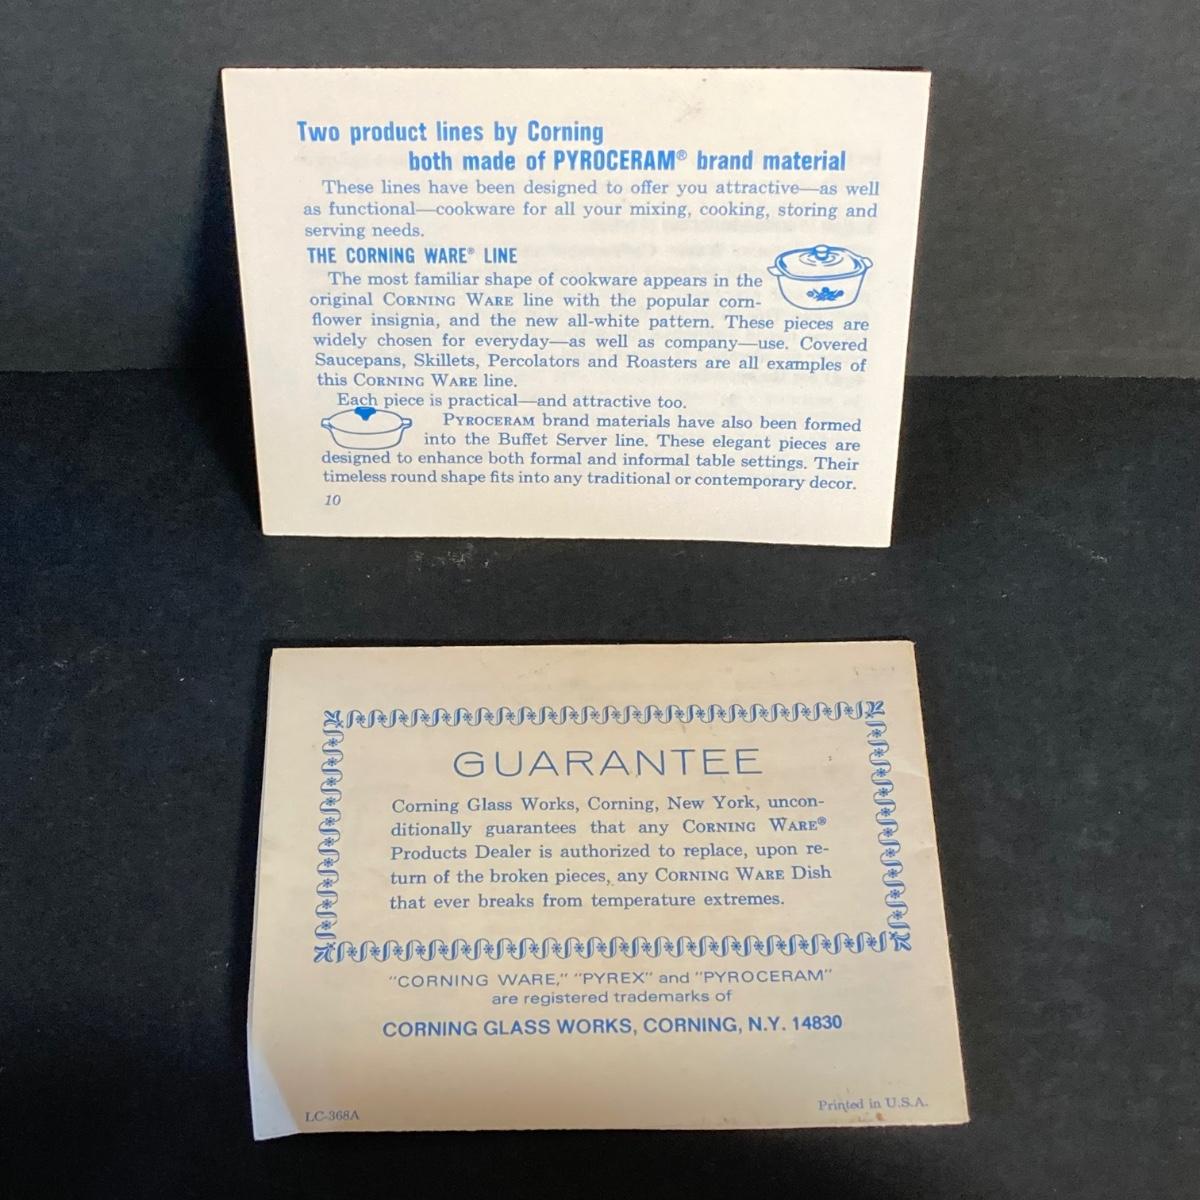 Two product lines by Corning
both made of PYROCERAM® brand material
These lines have been designed to offer you attractive—as well
as functional—cookware for all your mixing, cooking, storing and
serving needs.
THE CORNING WARE® LINE
The most familiar shape of cookware appears in the
original CORNING WARE line with the popular corn-
flower insignia, and the new all-white pattern. These pieces are
widely chosen for everyday—as well as company—use. Covered
Saucepans, Skillets, Percolators and Roasters are all examples of
this CORNING WARE line.
Each piece is practical—and attractive too.
PYROCERAM brand materials have also been formed
into the Buffet Server line. These elegant pieces are
designed to enhance both formal and informal table settings. Their
timeless round shape fits into any traditional or contemporary decor.
10
GUARANTEE
Corning Glass Works, Corning, New York, uncon-
ditionally guarantees that any CORNING WARE®
Products Dealer is authorized to replace, upon re-
turn of the broken pieces, any CORNING WARE Dish
that ever breaks from temperature extremes.
"CORNING WARE," "PYREX" and "PYROCERAM"
are registered trademarks of
CORNING GLASS WORKS, CORNING, N.Y. 14830
LC-368A
Printed in U.S.A.